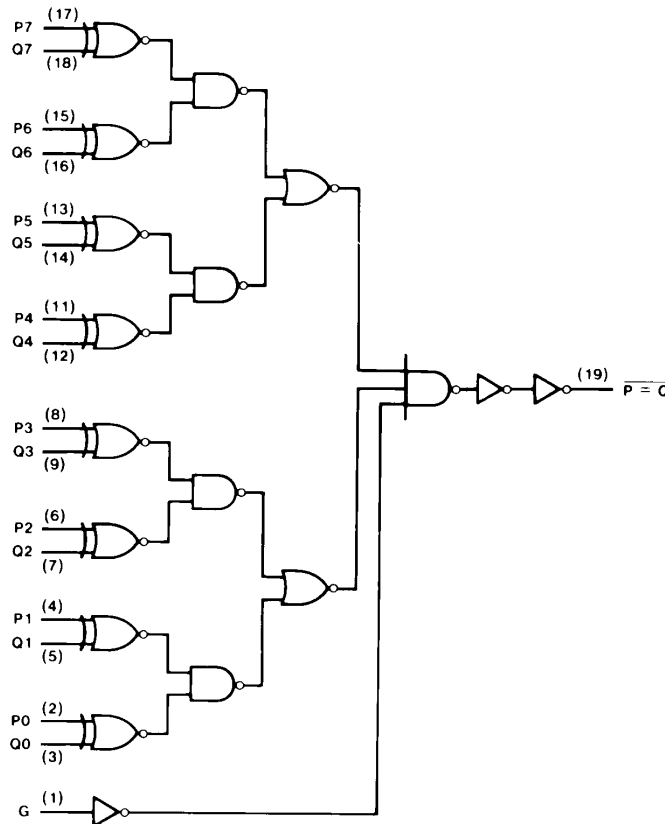 (17)
P7
Q7
(18)
(15)
P6
Q6
(16)
(13)
P5
Q5
(14)
(11)
P4
Q4
(12)
(19)
P = Q
(8)
P3
Q3
(9)
(6)
P2
Q2
(7)
(4)
P1
Q1
(5)
(2)
P0
Q0
(3)
(1)
G